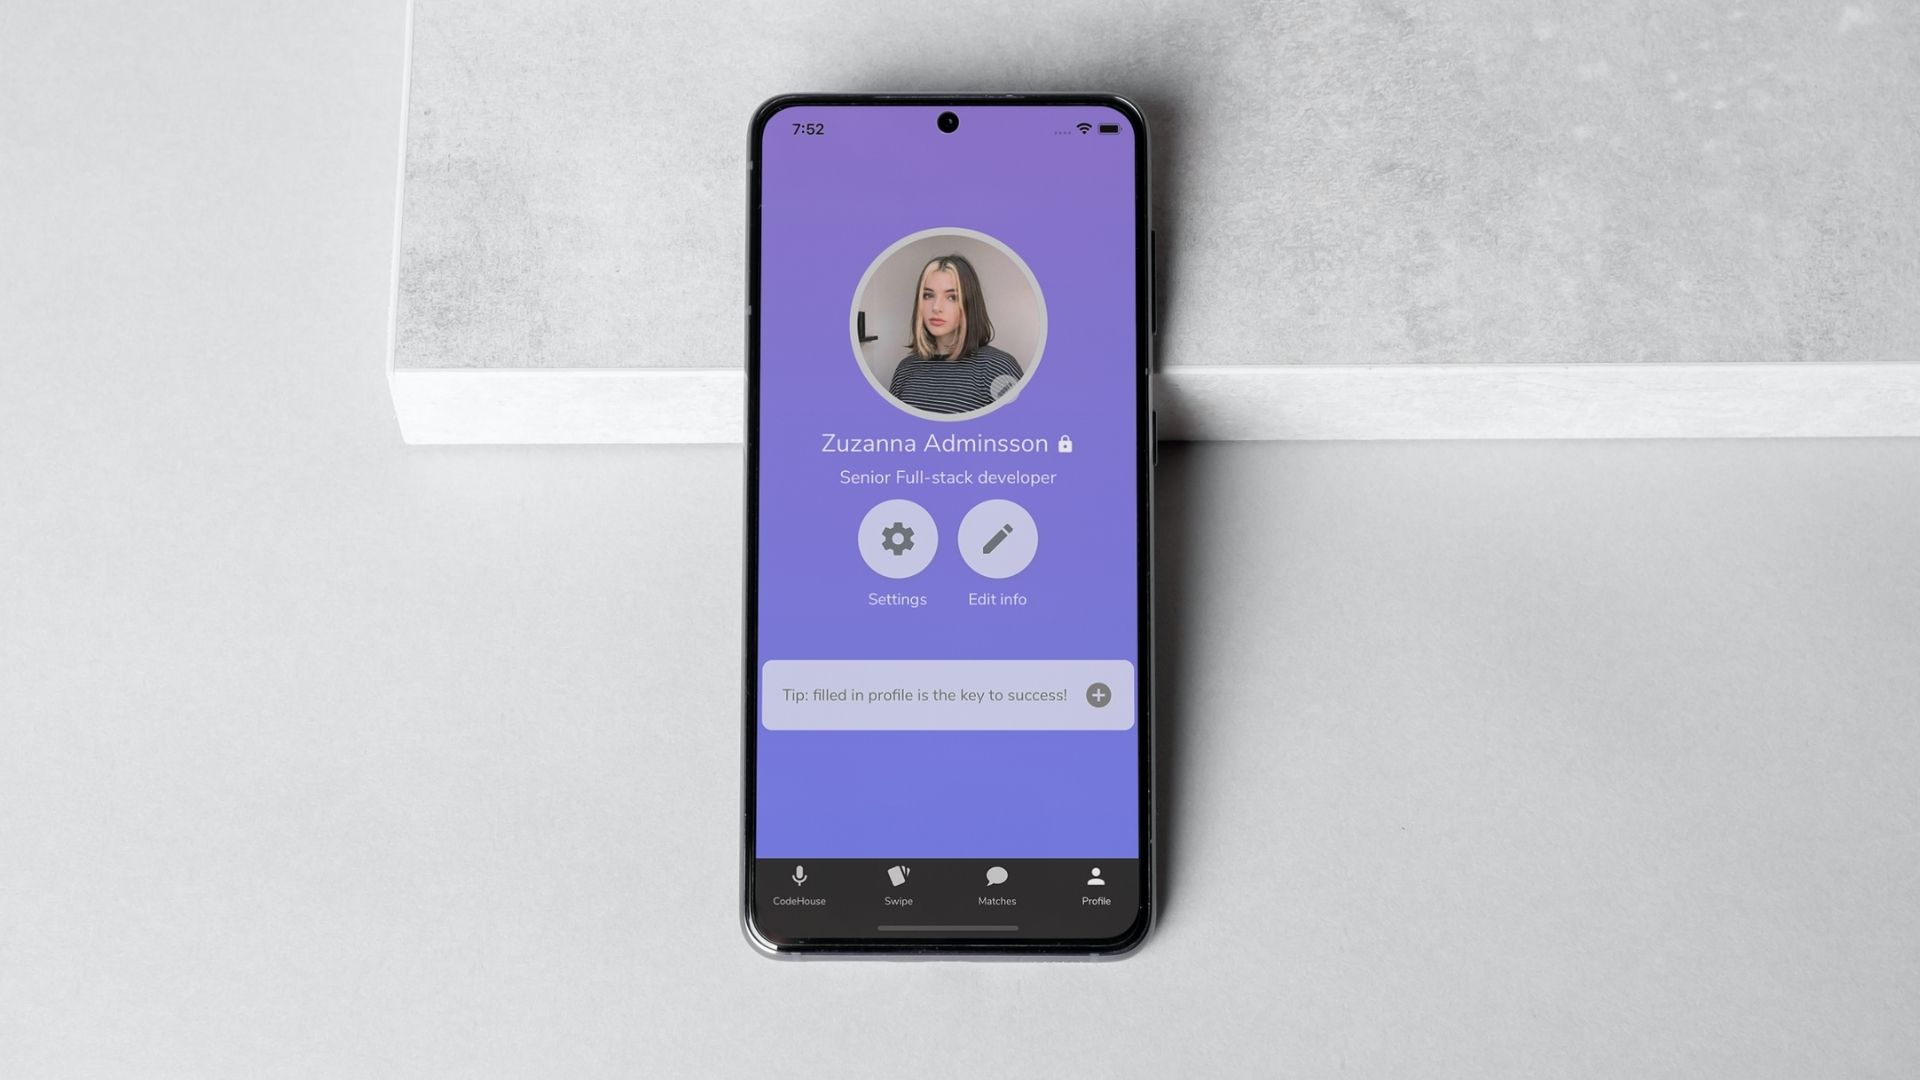 7:52
Zuzanna Adminsson
Senior Full-stack developer
Settings
Edit info
Tip: filled in profile is the key to success!
CodeHouse
Swipe
Matches
Profile